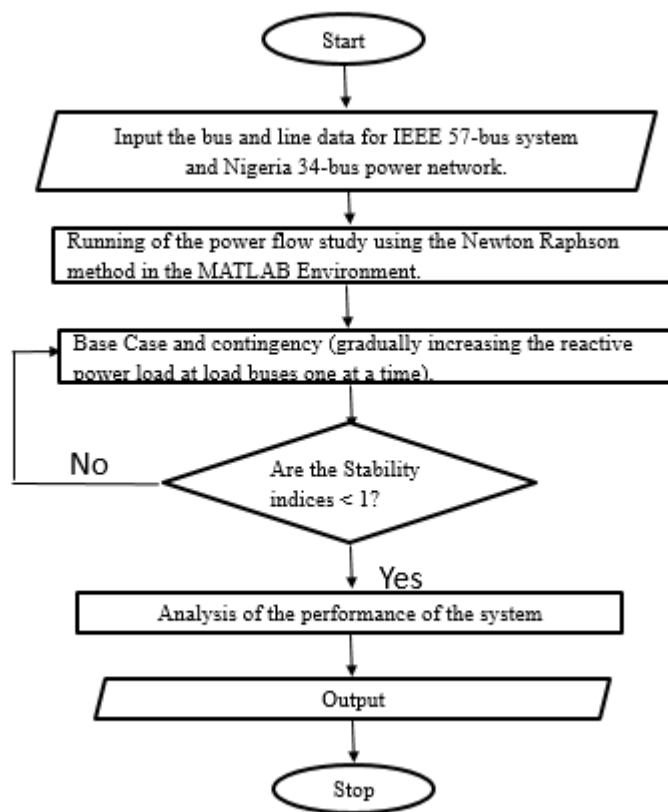 Start
Input the bus and line data for IEEE 57-bus system
and Nigeria 34-bus power network.
Running of the power flow study using the Newton Raphson
method in the MATLAB Environment.
Base Case and contingency (gradually increasing the reactive
power load at load buses one at a time).
No
Are the Stability
indices < 1?
Yes
Analysis of the performance of the system
Output
Stop